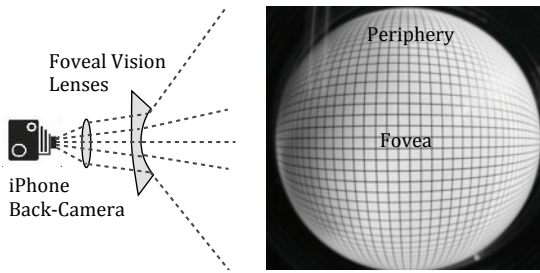 Foveal Vision
Lenses
iPhone
Back-Camera
Periphery
Fovea